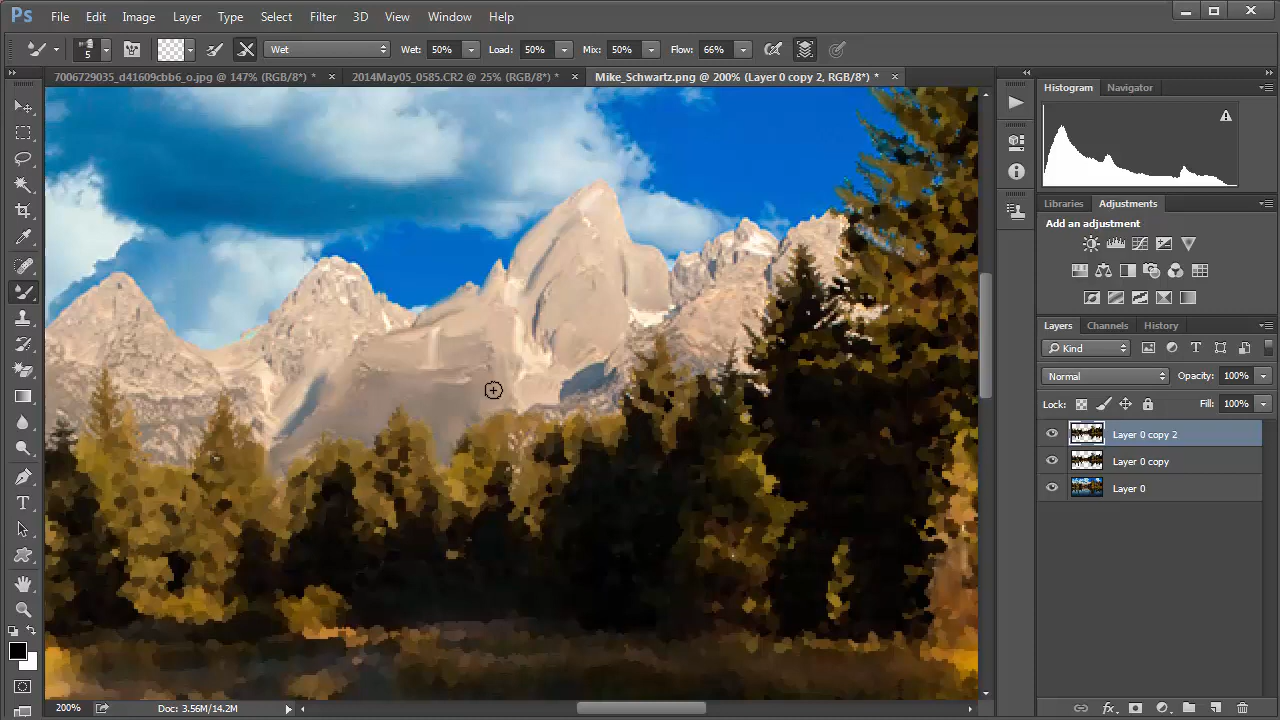 Ps File Edit Image Layer Type Select Filter 3D View Window Help
5 Wet Wet: 50% Load: 50% Mix: 50% Flow: 66%
7006729035_d41609cbb6_o.jpg @ 147% (RGB/8*) * × 2014May05_0585.CR2 @ 25% (RGB/8*) * × Mike_Schwartz.png @ 200% (Layer 0 copy 2, RGB/8*) * ×
Histogram Navigator
Libraries Adjustments
Add an adjustment
Layers Channels History
Kind
Normal Opacity: 100%
Lock: Fill: 100%
Layer 0 copy 2
Layer 0 copy
Layer 0
200% Doc: 3.56M/14.2M